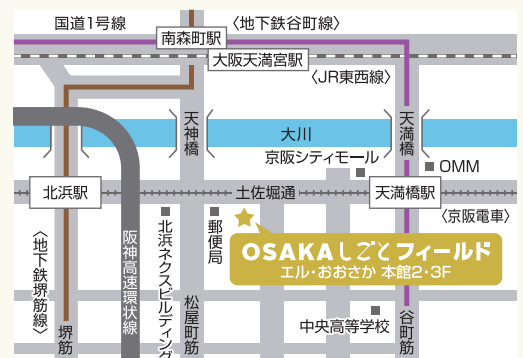 国道1号線
〈地下鉄谷町線〉
南森町駅
大阪天満宮駅
〈JR東西線〉
天神橋
大川
天満橋
京阪シティモール
OMM
北浜駅
土佐堀通
天満橋駅
〈京阪電車〉
〈地下鉄堺筋線〉
阪神高速環状線
北浜ネクスビルディング
郵便局
OSAKAしごとフィールド
エル・おおさか 本館2・3F
堺筋
松屋町筋
中央高等学校
谷町筋